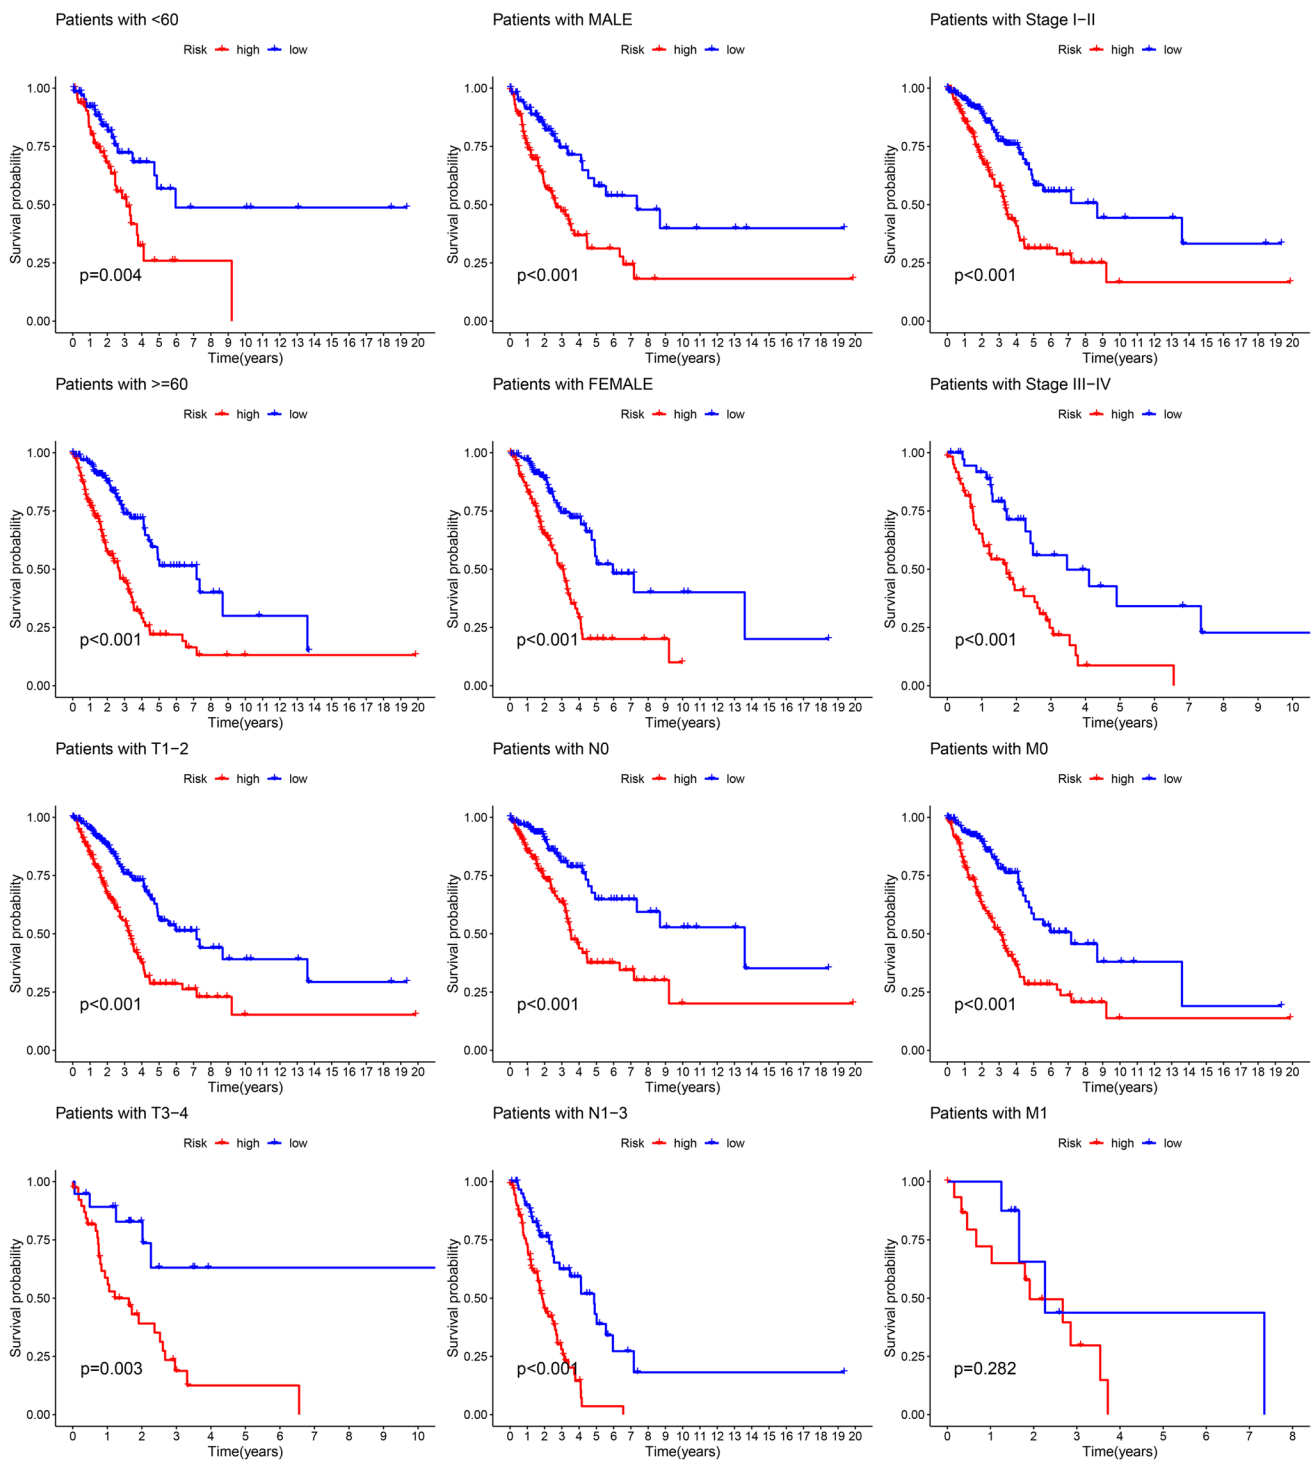 Patients with <60
Risk high low
Survival probability
1.00
0.75
0.50
0.25
0.00
p=0.004
0 1 2 3 4 5 6 7 8 9 10 11 12 13 14 15 16 17 18 19 20
Time(years)
Patients with MALE
Risk high low
Survival probability
1.00
0.75
0.50
0.25
0.00
p<0.001
0 1 2 3 4 5 6 7 8 9 10 11 12 13 14 15 16 17 18 19 20
Time(years)
Patients with Stage I−II
Risk high low
Survival probability
1.00
0.75
0.50
0.25
0.00
p<0.001
0 1 2 3 4 5 6 7 8 9 10 11 12 13 14 15 16 17 18 19 20
Time(years)
Patients with >=60
Risk high low
Survival probability
1.00
0.75
0.50
0.25
0.00
p<0.001
0 1 2 3 4 5 6 7 8 9 10 11 12 13 14 15 16 17 18 19 20
Time(years)
Patients with FEMALE
Risk high low
Survival probability
1.00
0.75
0.50
0.25
0.00
p<0.001
0 1 2 3 4 5 6 7 8 9 10 11 12 13 14 15 16 17 18 19 20
Time(years)
Patients with Stage III−IV
Risk high low
Survival probability
1.00
0.75
0.50
0.25
0.00
p<0.001
0 1 2 3 4 5 6 7 8 9 10
Time(years)
Patients with T1−2
Risk high low
Survival probability
1.00
0.75
0.50
0.25
0.00
p<0.001
0 1 2 3 4 5 6 7 8 9 10 11 12 13 14 15 16 17 18 19 20
Time(years)
Patients with N0
Risk high low
Survival probability
1.00
0.75
0.50
0.25
0.00
p<0.001
0 1 2 3 4 5 6 7 8 9 10 11 12 13 14 15 16 17 18 19 20
Time(years)
Patients with M0
Risk high low
Survival probability
1.00
0.75
0.50
0.25
0.00
p<0.001
0 1 2 3 4 5 6 7 8 9 10 11 12 13 14 15 16 17 18 19 20
Time(years)
Patients with T3−4
Risk high low
Survival probability
1.00
0.75
0.50
0.25
0.00
p=0.003
0 1 2 3 4 5 6 7 8 9 10
Time(years)
Patients with N1−3
Risk high low
Survival probability
1.00
0.75
0.50
0.25
0.00
p<0.001
0 1 2 3 4 5 6 7 8 9 10 11 12 13 14 15 16 17 18 19 20
Time(years)
Patients with M1
Risk high low
Survival probability
1.00
0.75
0.50
0.25
0.00
p=0.282
0 1 2 3 4 5 6 7 8
Time(years)